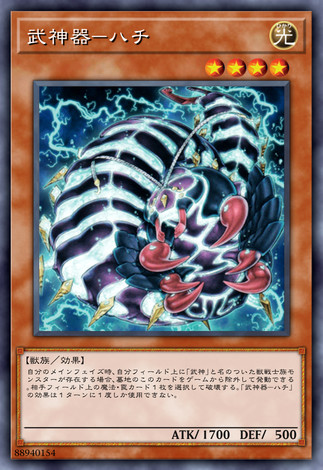 武神器－ハチ
光
【獣族／効果】
自分のメインフェイズ時、自分フィールド上に「武神」と名のついた獣戦士族モ
ンスターが存在する場合、墓地のこのカードをゲームから除外して発動できる。
相手フィールド上の魔法・罠カード１枚を選択して破壊する。「武神器－ハチ」
の効果は１ターンに１度しか使用できない。
ATK/ 1700 DEF/ 500
88940154